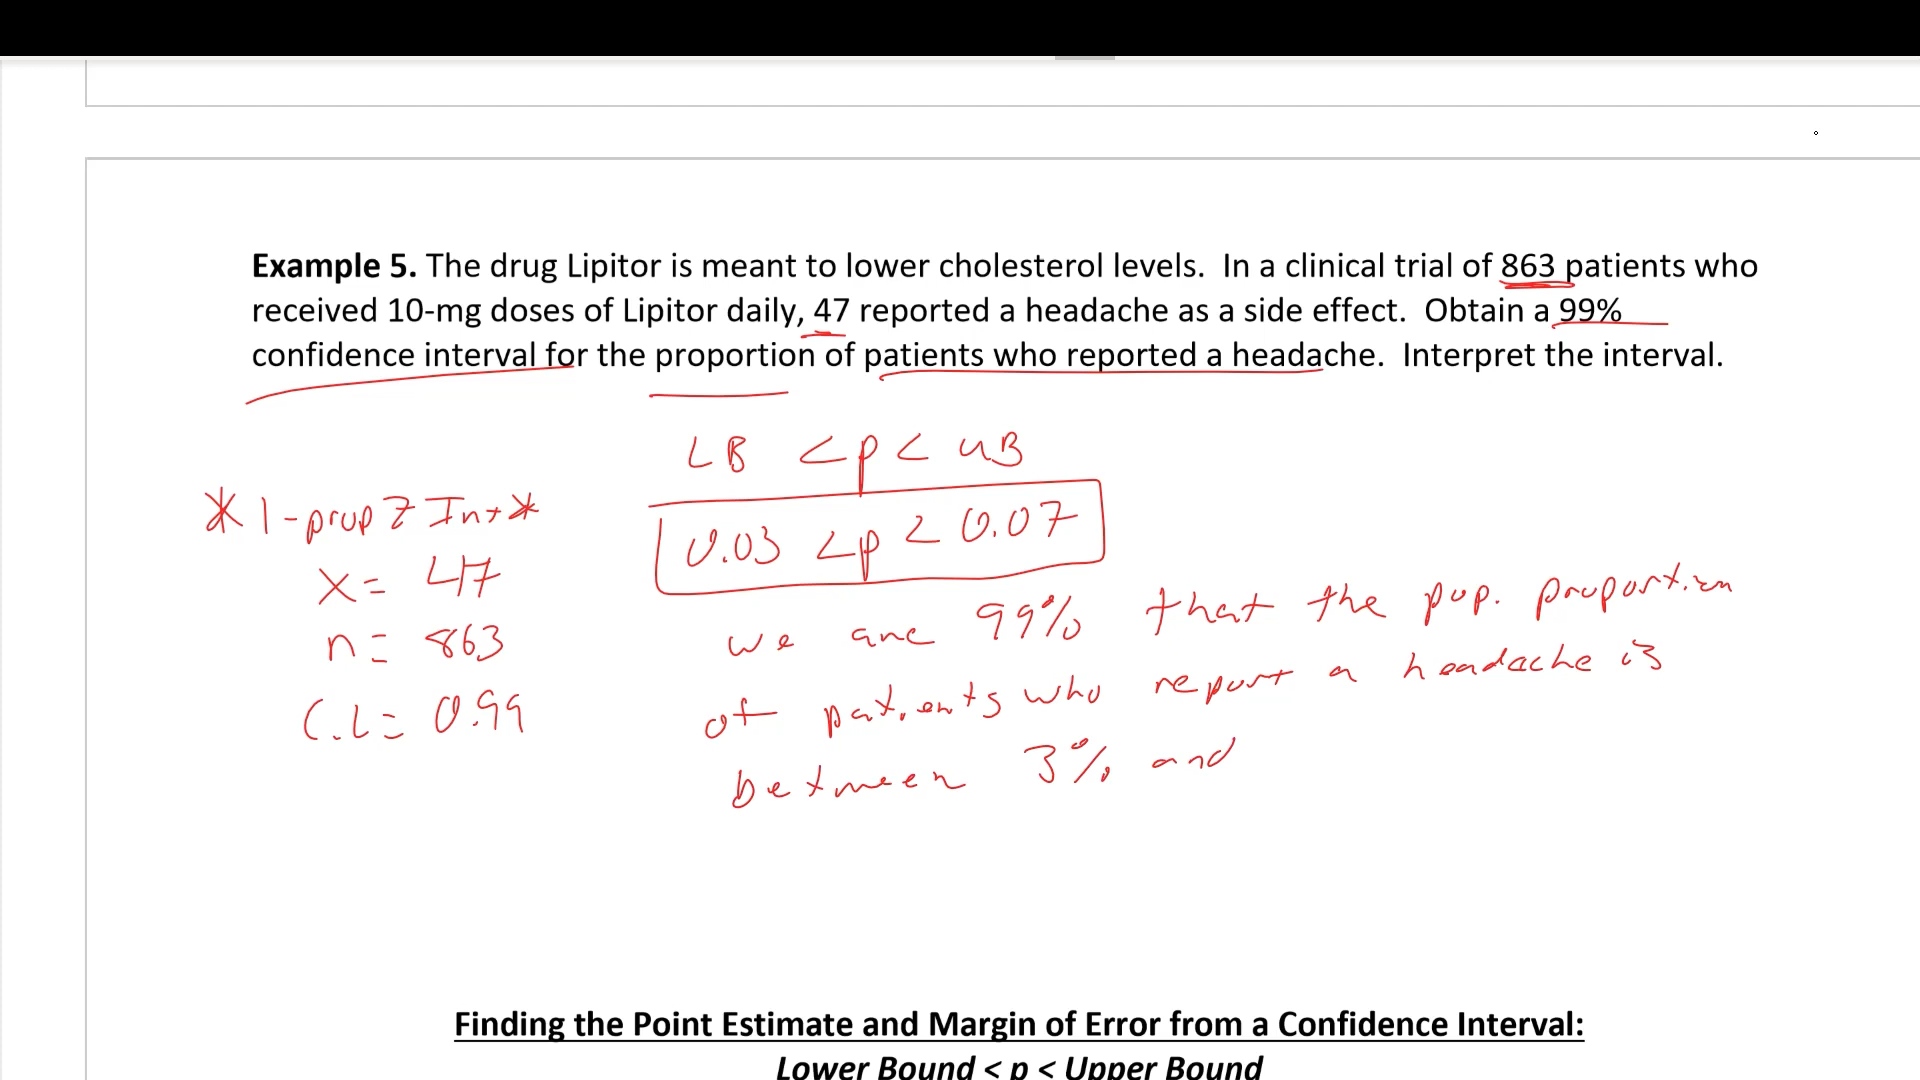 Example 5. The drug Lipitor is meant to lower cholesterol levels. In a clinical trial of 863 patients who
received 10-mg doses of Lipitor daily, 47 reported a headache as a side effect. Obtain a 99%
confidence interval for the proportion of patients who reported a headache. Interpret the interval.
LB < p < UB
* 1-prop Z Int *
0.03 < p < 0.07
x = 47
n = 863
C.L = 0.99
we are 99% that the pop. proportion
of patients who report a headache is
between 3% and
Finding the Point Estimate and Margin of Error from a Confidence Interval:
Lower Bound < p < Upper Bound